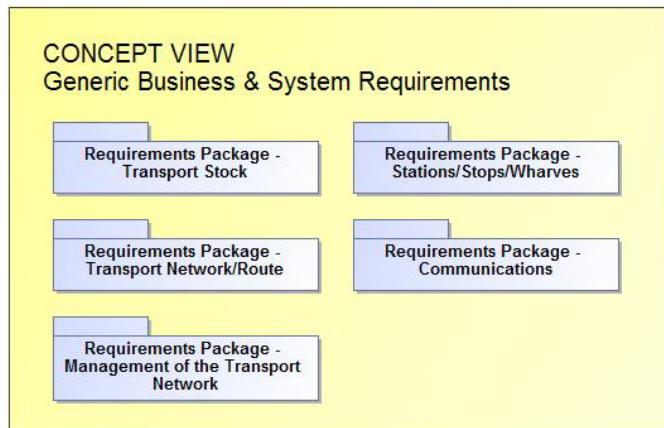 CONCEPT VIEW
Generic Business & System Requirements
Requirements Package -
Transport Stock
Requirements Package -
Stations/Stops/Wharves
Requirements Package -
Transport Network/Route
Requirements Package -
Communications
Requirements Package -
Management of the Transport
Network